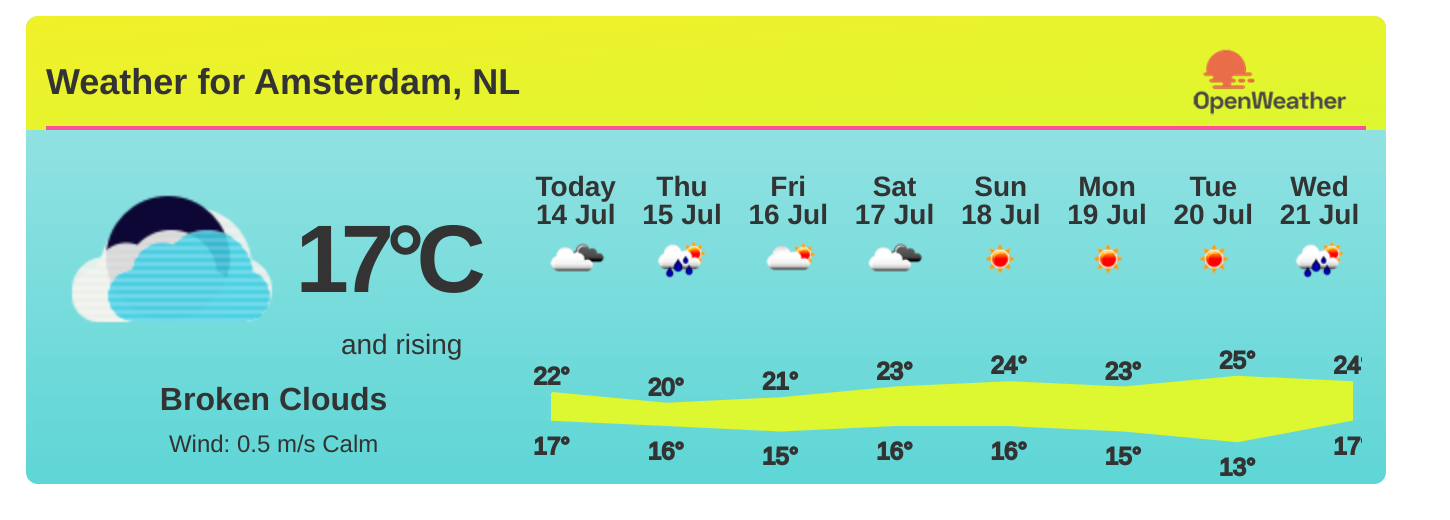 Weather for Amsterdam, NL
OpenWeather
Today Thu Fri Sat Sun Mon Tue Wed
14 Jul 15 Jul 16 Jul 17 Jul 18 Jul 19 Jul 20 Jul 21 Jul
17°C
and rising
Broken Clouds
Wind: 0.5 m/s Calm
22° 20° 21° 23° 24° 23° 25° 24°
17° 16° 15° 16° 16° 15° 13° 17°